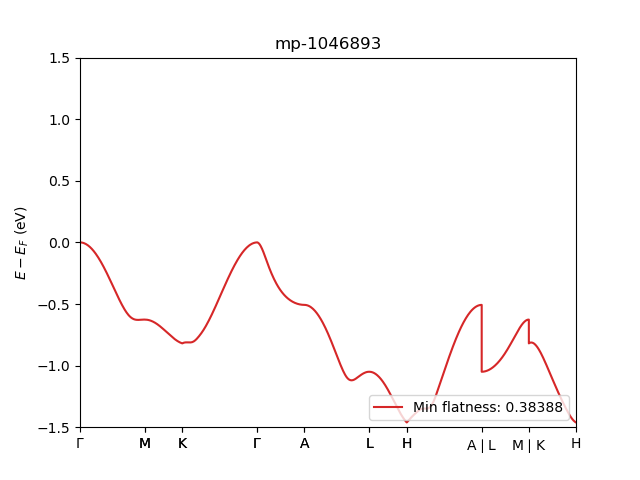 mp-1046893
E − E_F (eV)
1.5
1.0
0.5
0.0
−0.5
−1.0
−1.5
Min flatness: 0.38388
Γ M K Γ A L H A | L M | K H